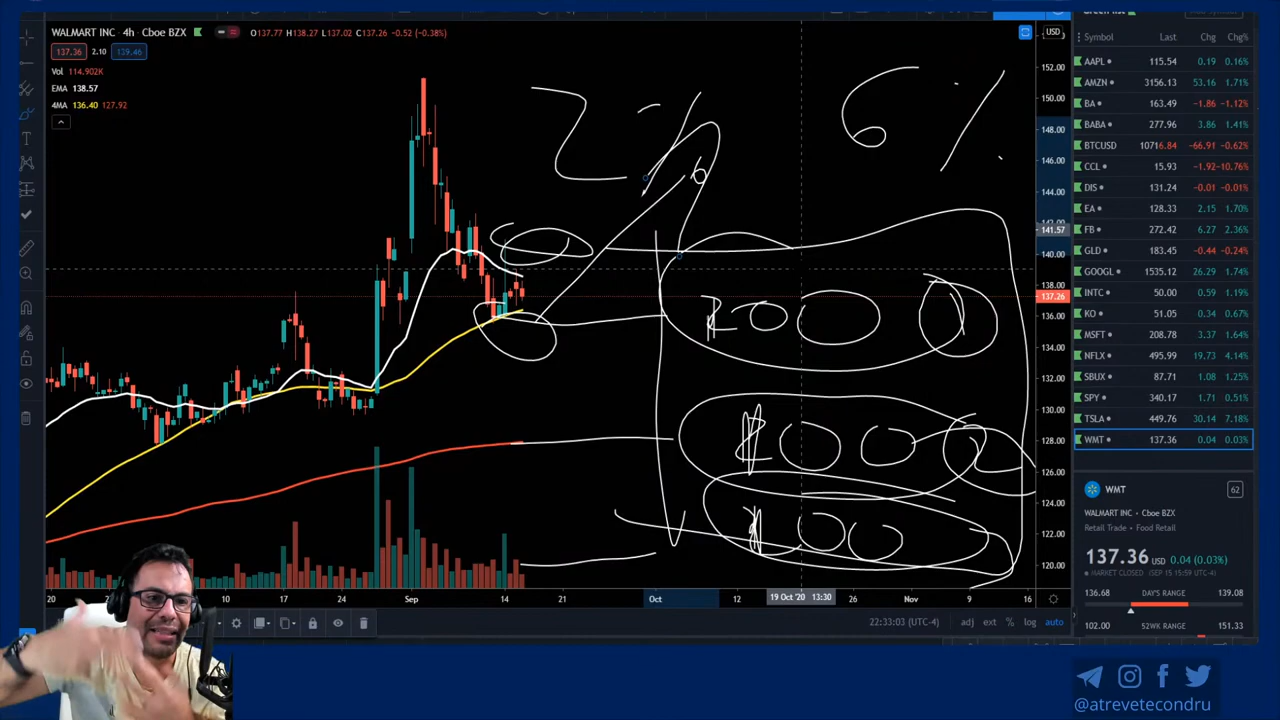 WALMART INC • 4h • Cboe BZX O137.77 H138.27 L137.02 C137.26 -0.52 (-0.38%)
137.36 2.10 139.46
Vol 114.902K
EMA 138.57
4MA 136.40 127.92
2 % 6 %
USD
152.00
150.00
148.00
146.00
144.00
141.57
140.00
138.00
137.26
136.00
134.00
132.00
130.00
128.00
126.00
124.00
122.00
120.00
20 27 10 17 24 Sep 14 21 Oct 12 19 Oct '20 13:30 26 Nov 9 16
22:33:03 (UTC-4) adj ext % log auto
Symbol Last Chg Chg%
AAPL 115.54 0.19 0.16%
AMZN 3156.13 53.16 1.71%
BA 163.49 -1.86 -1.12%
BABA 277.96 3.86 1.41%
BTCUSD 10716.84 -66.91 -0.62%
CCL 15.93 -1.92 -10.76%
DIS 131.24 -0.01 -0.01%
EA 128.33 2.15 1.70%
FB 272.42 6.27 2.36%
GLD 183.45 -0.44 -0.24%
GOOGL 1535.12 26.29 1.74%
INTC 50.00 0.59 1.19%
KO 51.05 0.34 0.67%
MSFT 208.78 3.37 1.64%
NFLX 495.99 19.73 4.14%
SBUX 87.71 1.08 1.25%
SPY 340.17 1.71 0.51%
TSLA 449.76 30.14 7.18%
WMT 137.36 0.04 0.03%
WMT 62
WALMART INC • Cboe BZX
Retail Trade • Food Retail
137.36 USD 0.04 (0.03%)
MARKET CLOSED (SEP 15 15:59 UTC-4)
136.68 DAY'S RANGE 139.08
102.00 52WK RANGE 151.33
@atrevetecondru